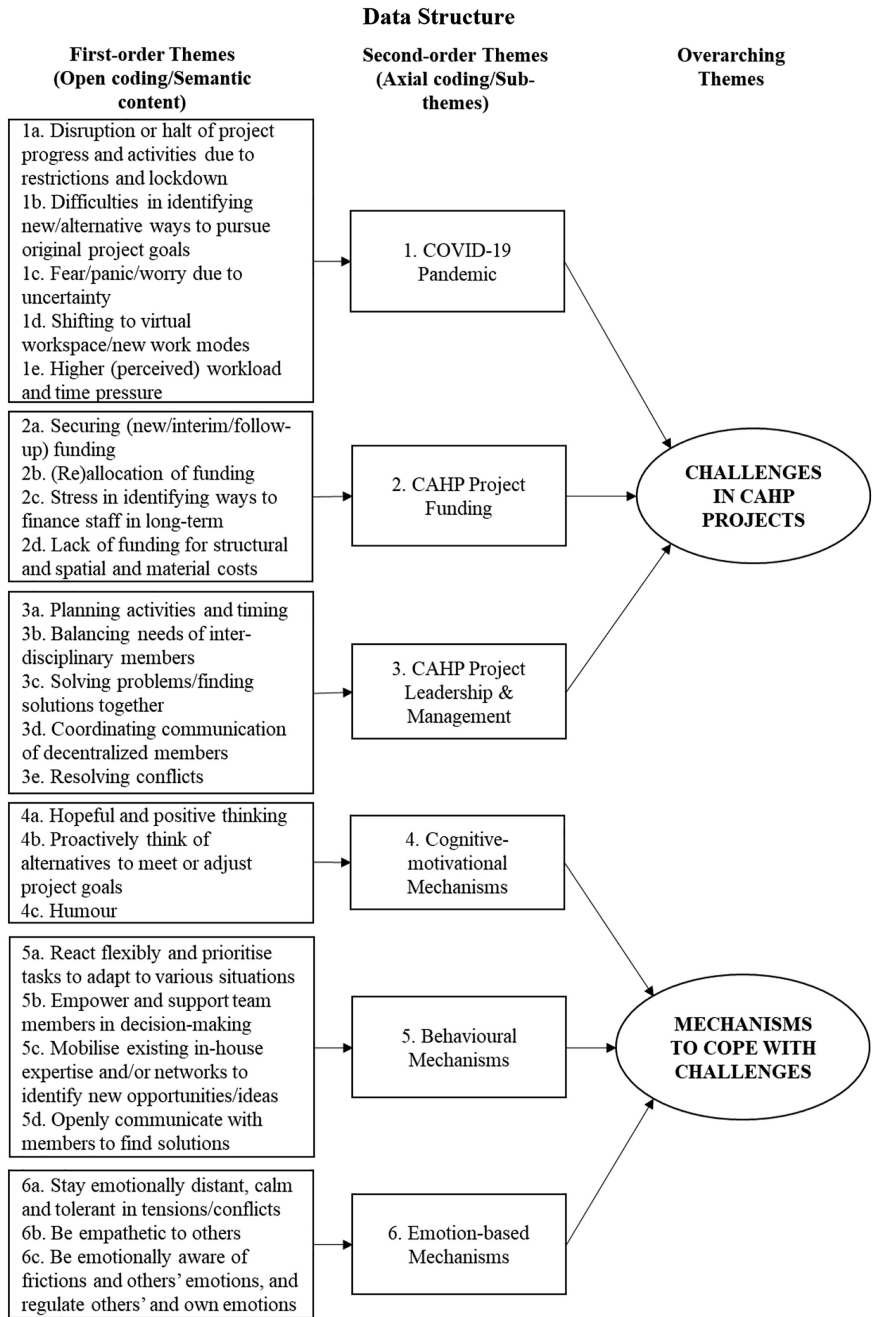 Data Structure
First-order Themes
(Open coding/Semantic
content)
Second-order Themes
(Axial coding/Sub-
themes)
Overarching
Themes
1a. Disruption or halt of project
progress and activities due to
restrictions and lockdown
1b. Difficulties in identifying
new/alternative ways to pursue
original project goals
1c. Fear/panic/worry due to
uncertainty
1d. Shifting to virtual
workspace/new work modes
1e. Higher (perceived) workload
and time pressure
1. COVID-19
Pandemic
2a. Securing (new/interim/follow-
up) funding
2b. (Re)allocation of funding
2c. Stress in identifying ways to
finance staff in long-term
2d. Lack of funding for structural
and spatial and material costs
2. CAHP Project
Funding
CHALLENGES
IN CAHP
PROJECTS
3a. Planning activities and timing
3b. Balancing needs of inter-
disciplinary members
3c. Solving problems/finding
solutions together
3d. Coordinating communication
of decentralized members
3e. Resolving conflicts
3. CAHP Project
Leadership &
Management
4a. Hopeful and positive thinking
4b. Proactively think of
alternatives to meet or adjust
project goals
4c. Humour
4. Cognitive-
motivational
Mechanisms
5a. React flexibly and prioritise
tasks to adapt to various situations
5b. Empower and support team
members in decision-making
5c. Mobilise existing in-house
expertise and/or networks to
identify new opportunities/ideas
5d. Openly communicate with
members to find solutions
5. Behavioural
Mechanisms
MECHANISMS
TO COPE WITH
CHALLENGES
6a. Stay emotionally distant, calm
and tolerant in tensions/conflicts
6b. Be empathetic to others
6c. Be emotionally aware of
frictions and others’ emotions, and
regulate others’ and own emotions
6. Emotion-based
Mechanisms